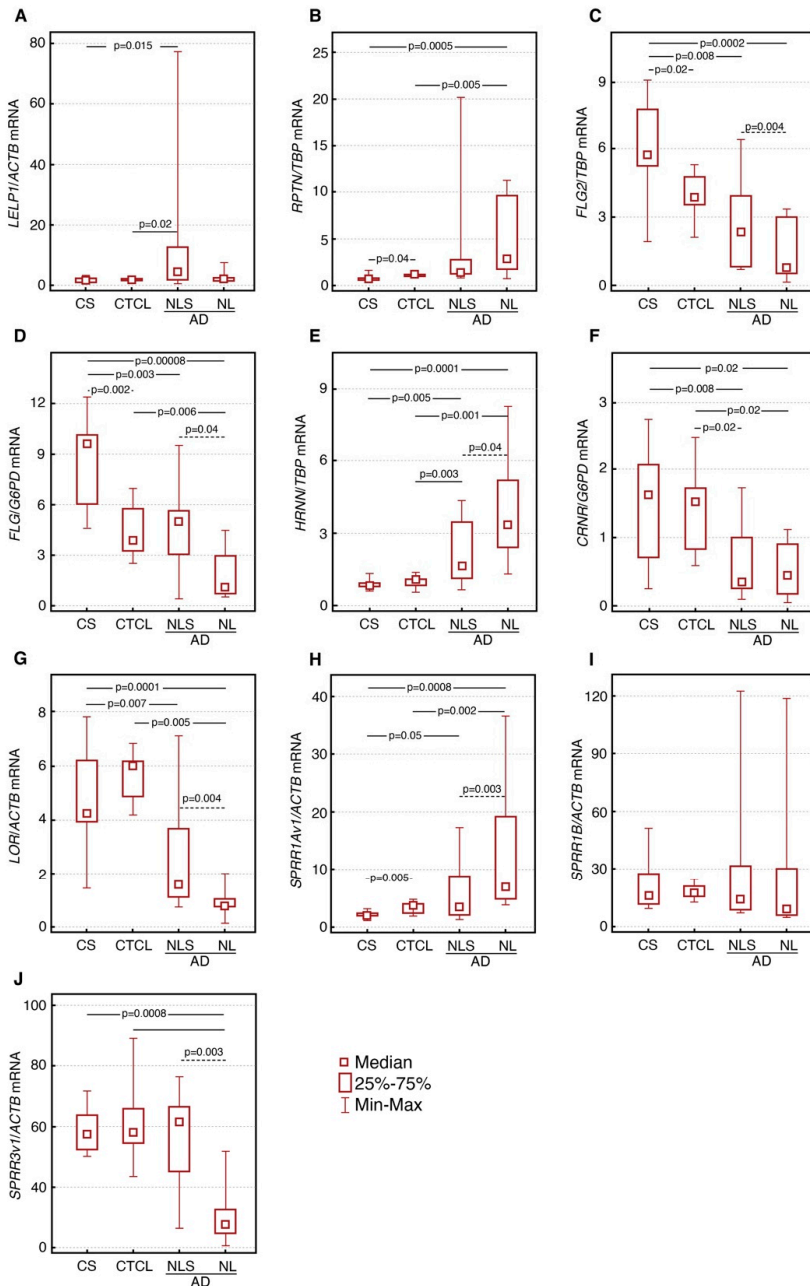 A
LELP1/ACTB mRNA
80
60
40
20
0
p=0.015
p=0.02
CS CTCL NLS NL
AD
B
RPTN/TBP mRNA
25
20
15
10
5
0
p=0.0005
p=0.005
p=0.04
CS CTCL NLS NL
AD
C
FLG2/TBP mRNA
9
6
3
0
p=0.0002
p=0.008
p=0.02
p=0.004
CS CTCL NLS NL
AD
D
FLG/G6PD mRNA
12
9
6
3
0
p=0.00008
p=0.003
p=0.002
p=0.006
p=0.04
CS CTCL NLS NL
AD
E
HRNN/TBP mRNA
9
6
3
0
p=0.0001
p=0.005
p=0.001
p=0.04
p=0.003
CS CTCL NLS NL
AD
F
CRNR/G6PD mRNA
3
2
1
0
p=0.02
p=0.008
p=0.02
p=0.02
CS CTCL NLS NL
AD
G
LOR/ACTB mRNA
8
6
4
2
0
p=0.0001
p=0.007
p=0.005
p=0.004
CS CTCL NLS NL
AD
H
SPRR1Av1/ACTB mRNA
40
30
20
10
0
p=0.0008
p=0.002
p=0.05
p=0.003
p=0.005
CS CTCL NLS NL
AD
I
SPRR1B/ACTB mRNA
120
90
60
30
0
CS CTCL NLS NL
AD
J
SPRR3v1/ACTB mRNA
100
80
60
40
0
p=0.0008
p=0.003
CS CTCL NLS NL
AD
Median
25%-75%
Min-Max